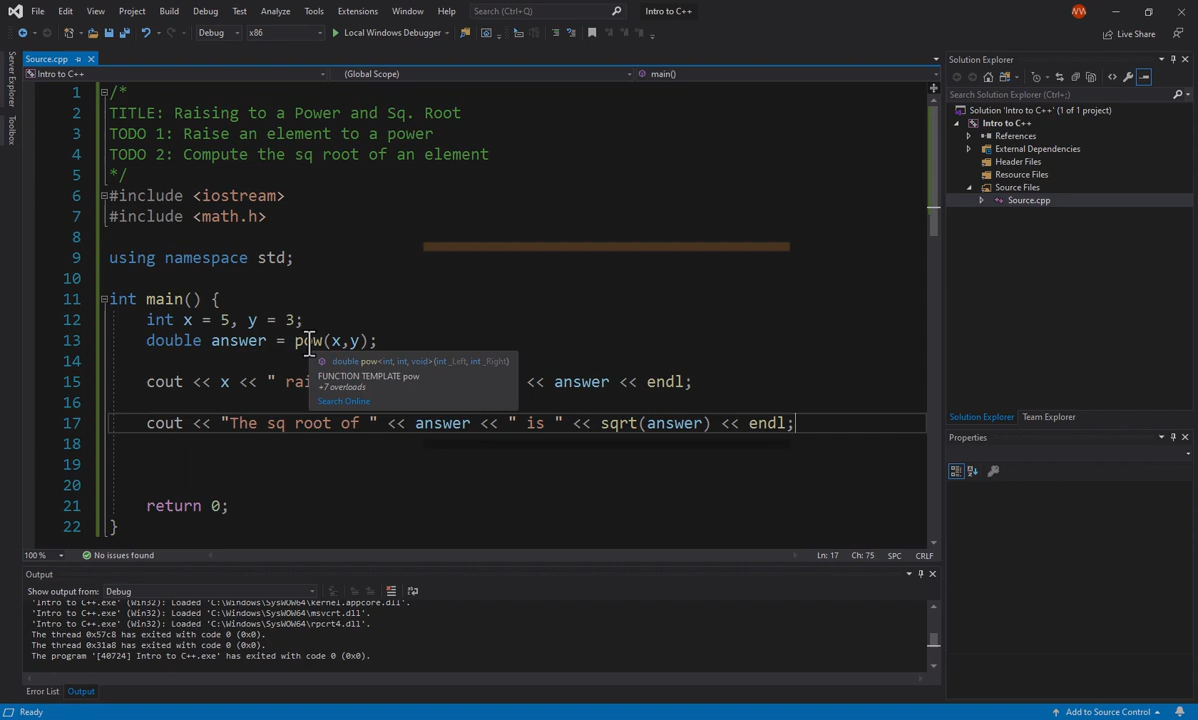 File Edit View Project Build Debug Test Analyze Tools Extensions Window Help Search (Ctrl+Q) Intro to C++
Debug x86 Local Windows Debugger Live Share
Server Explorer
Toolbox
Source.cpp
Intro to C++ (Global Scope) main()
1 /*
2 TITLE: Raising to a Power and Sq. Root
3 TODO 1: Raise an element to a power
4 TODO 2: Compute the sq root of an element
5 */
6 #include <iostream>
7 #include <math.h>
8
9 using namespace std;
10
11 int main() {
12 int x = 5, y = 3;
13 double answer = pow(x,y);
14
double pow<int, int, void>(int _Left, int _Right)
FUNCTION TEMPLATE pow
+7 overloads
Search Online
15 cout << x << " rai << answer << endl;
16
17 cout << "The sq root of " << answer << " is " << sqrt(answer) << endl;
18
19
20
21 return 0;
22 }
100 % No issues found Ln: 17 Ch: 75 SPC CRLF
Output
Show output from: Debug
'Intro to C++.exe' (Win32): Loaded 'C:\Windows\SysWOW64\kernel.appcore.dll'.
'Intro to C++.exe' (Win32): Loaded 'C:\Windows\SysWOW64\msvcrt.dll'.
'Intro to C++.exe' (Win32): Loaded 'C:\Windows\SysWOW64\rpcrt4.dll'.
The thread 0x57c8 has exited with code 0 (0x0).
The thread 0x31a8 has exited with code 0 (0x0).
The program '[40724] Intro to C++.exe' has exited with code 0 (0x0).
Error List Output
Solution Explorer
Search Solution Explorer (Ctrl+;)
Solution 'Intro to C++' (1 of 1 project)
Intro to C++
References
External Dependencies
Header Files
Resource Files
Source Files
Source.cpp
Solution Explorer Team Explorer
Properties
Ready Add to Source Control